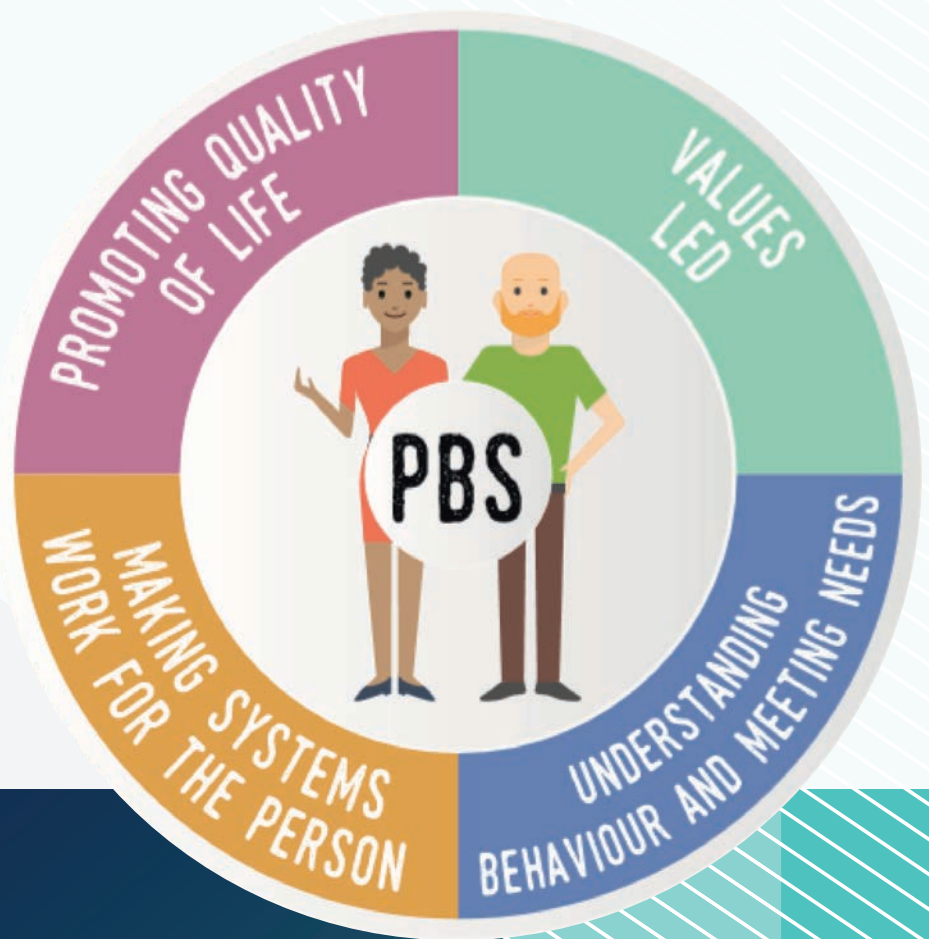 PROMOTING QUALITY
OF LIFE
VALUES
LED
PBS
MAKING SYSTEMS
WORK FOR THE PERSON
UNDERSTANDING
BEHAVIOUR AND MEETING NEEDS